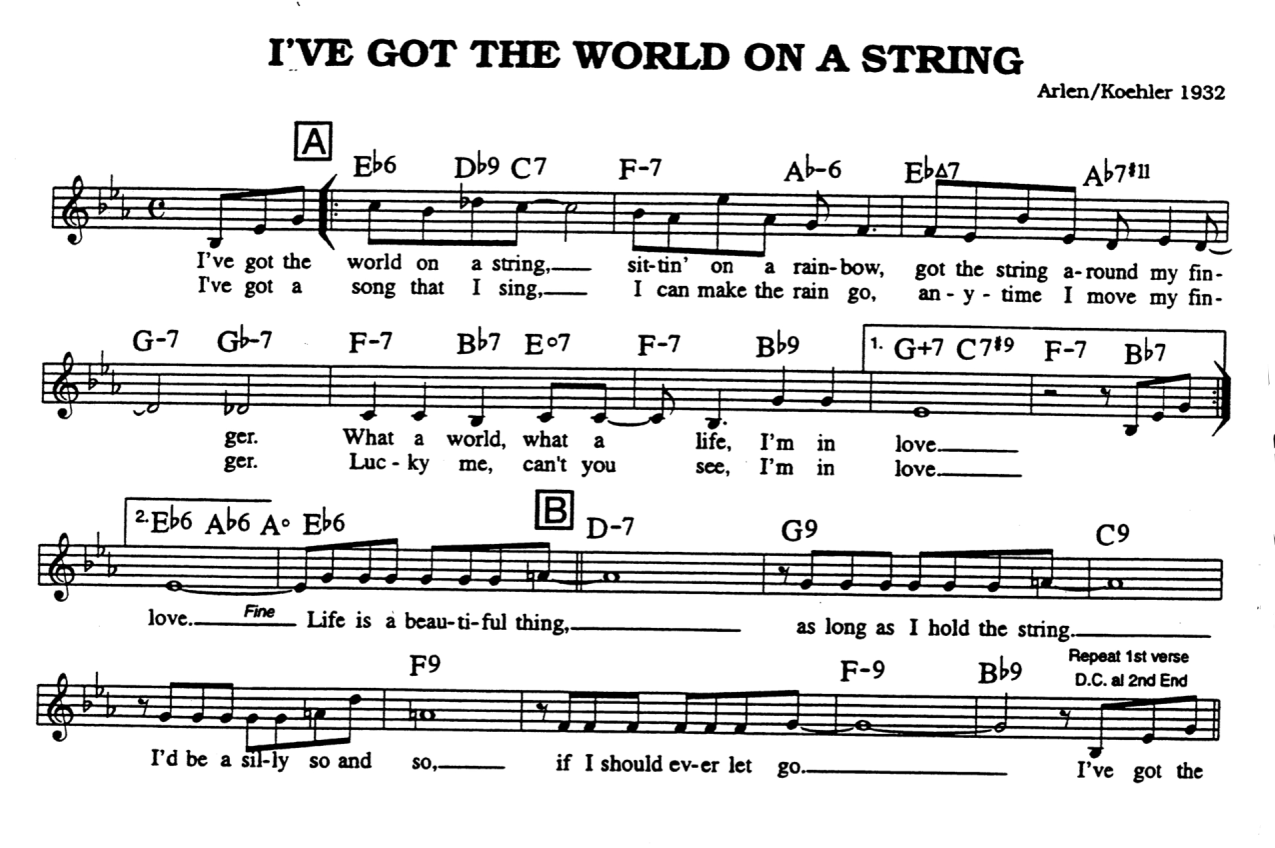 I'VE GOT THE WORLD ON A STRING
Arlen/Koehler 1932
A
E♭6 D♭9 C7 F-7 A♭-6 E♭Δ7 A♭7♯11
I've got the world on a string,___ sit-tin' on a rain-bow, got the string a-round my fin-
I've got a song that I sing,___ I can make the rain go, an - y - time I move my fin-
G-7 G♭-7 F-7 B♭7 E°7 F-7 B♭9 1. G+7 C7♯9 F-7 B♭7
ger. What a world, what a life, I'm in love.___
ger. Luc - ky me, can't you see, I'm in love.___
2. E♭6 A♭6 A° E♭6 B D-7 G9 C9
love.___ Fine Life is a beau-ti-ful thing,___ as long as I hold the string.___
F9 F-9 B♭9 Repeat 1st verse
D.C. al 2nd End
I'd be a sil-ly so and so,___ if I should ev-er let go.___ I've got the